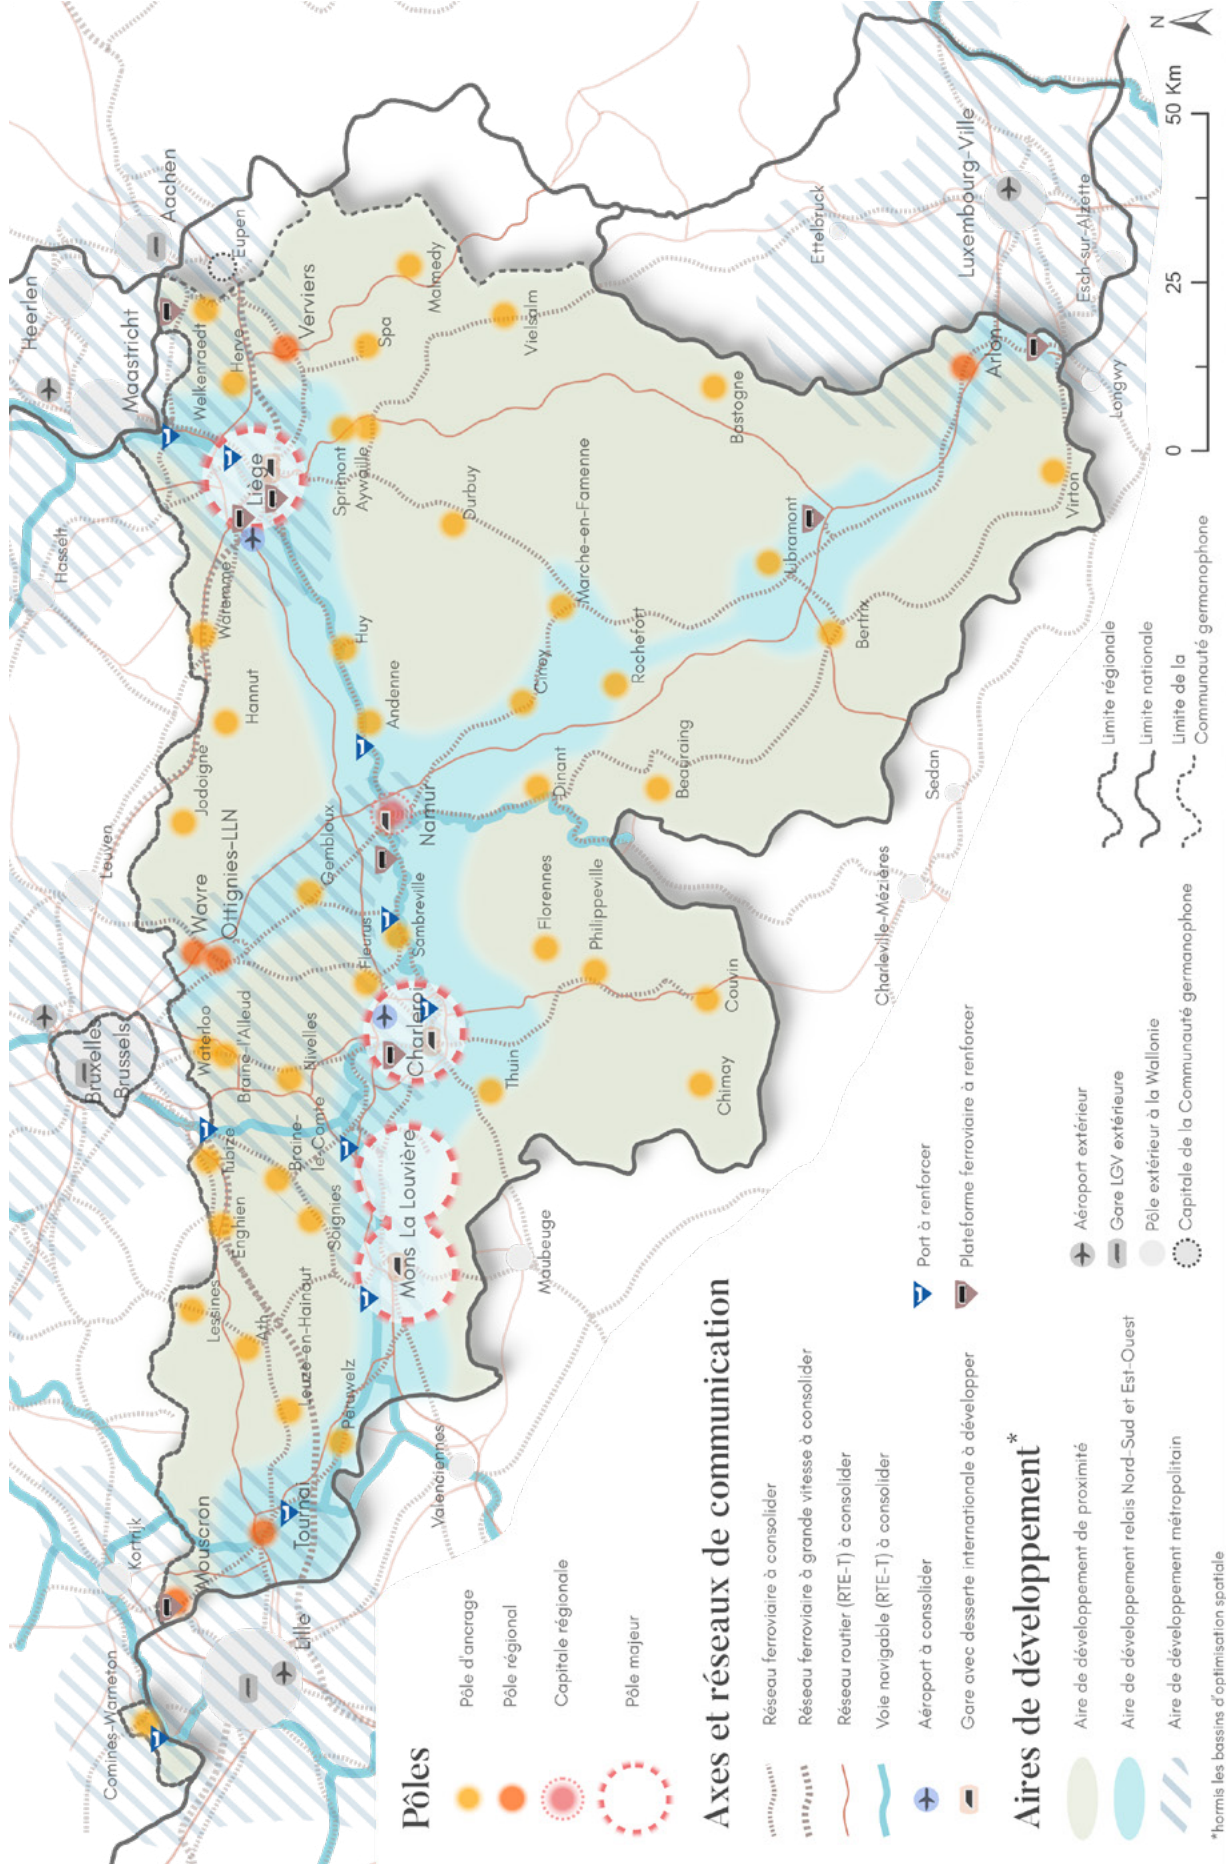 Comines-Warneton
Kortrijk
Mouscron
Lille
Tournai
Valenciennes
Péruwelz
Leuze-en-Hainaut
Ath
Lessines
Enghien
Soignies
Tubize
Braine-
le-Comte
Mons La Louvière
Maubeuge
Bruxelles
Brussels
Waterloo
Braine-l'Alleud
Nivelles
Charleroi
Thuin
Chimay
Couvin
Fleurus
Sambreville
Florennes
Philippeville
Wavre
Ottignies-LLN
Gembloux
Leuven
Jodoigne
Namur
Dinant
Beauraing
Charleville-Mézières
Sedan
Hannut
Andenne
Ciney
Rochefort
Waremme
Huy
Marche-en-Famenne
Durbuy
Bertrix
Libramont
Hasselt
Liège
Sprimont
Aywaille
Bastogne
Virton
Maastricht
Heerlen
Aachen
Welkenraedt
Herve
Eupen
Verviers
Spa
Malmedy
Vielsalm
Arlon
Longwy
Ettelbruck
Luxembourg-Ville
Esch-sur-Alzette
Pôles
Pôle d'ancrage
Pôle régional
Capitale régionale
Pôle majeur
Axes et réseaux de communication
Réseau ferroviaire à consolider
Réseau ferroviaire à grande vitesse à consolider
Réseau routier (RTE-T) à consolider
Voie navigable (RTE-T) à consolider
Aéroport à consolider
Gare avec desserte internationale à développer
Port à renforcer
Plateforme ferroviaire à renforcer
Aires de développement*
Aire de développement de proximité
Aire de développement relais Nord-Sud et Est-Ouest
Aire de développement métropolitain
*hormis les bassins d'optimisation spatiale
Aéroport extérieur
Gare LGV extérieure
Pôle extérieur à la Wallonie
Capitale de la Communauté germanophone
Limite régionale
Limite nationale
Limite de la
Communauté germanophone
0 25 50 Km
N